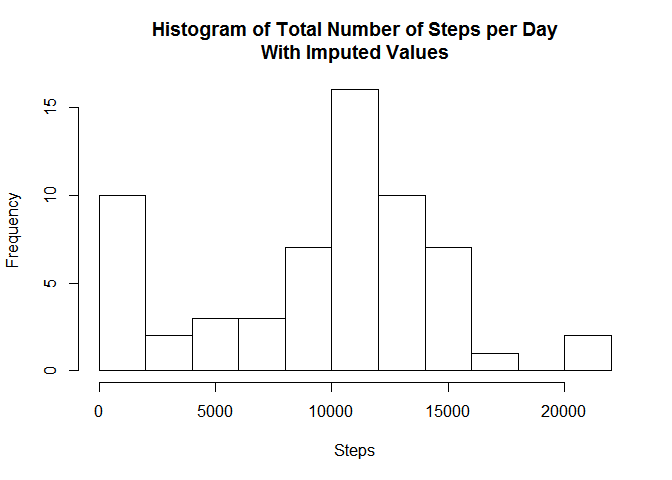 Histogram of Total Number of Steps per Day
With Imputed Values
15
10
5
0
Frequency
0 5000 10000 15000 20000
Steps